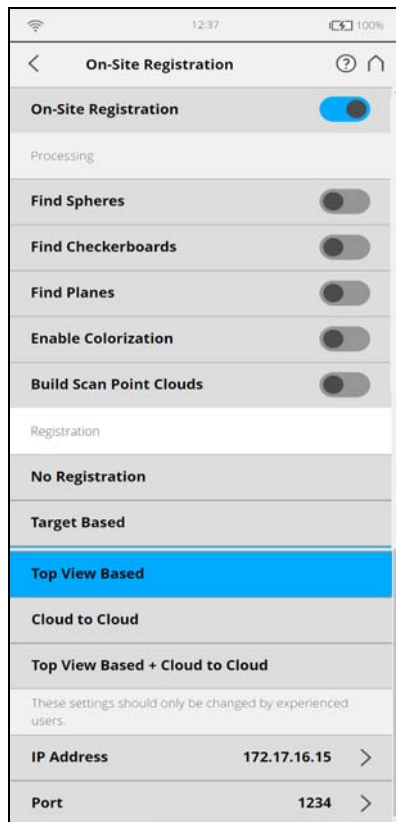 12:37
100%
On-Site Registration
On-Site Registration
Processing
Find Spheres
Find Checkerboards
Find Planes
Enable Colorization
Build Scan Point Clouds
Registration
No Registration
Target Based
Top View Based
Cloud to Cloud
Top View Based + Cloud to Cloud
These settings should only be changed by experienced
users.
IP Address 172.17.16.15
Port 1234